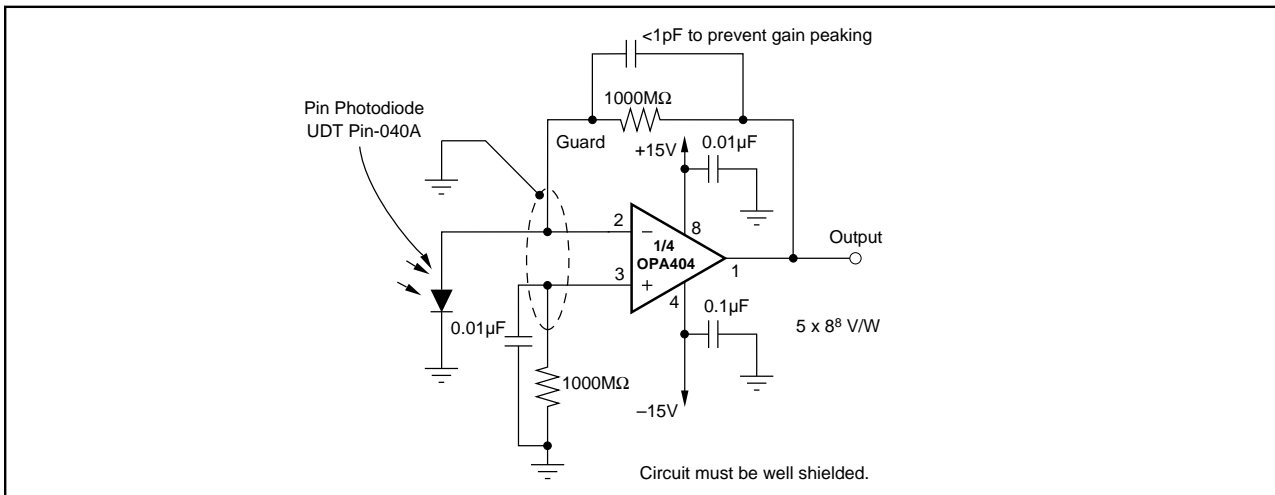 <1pF to prevent gain peaking
1000MΩ
Pin Photodiode
UDT Pin-040A
Guard
+15V
0.01µF
2
–
8
1/4
OPA404
Output
1
3
+
4
0.1µF
0.01µF
5 x 8⁸ V/W
1000MΩ
–15V
Circuit must be well shielded.